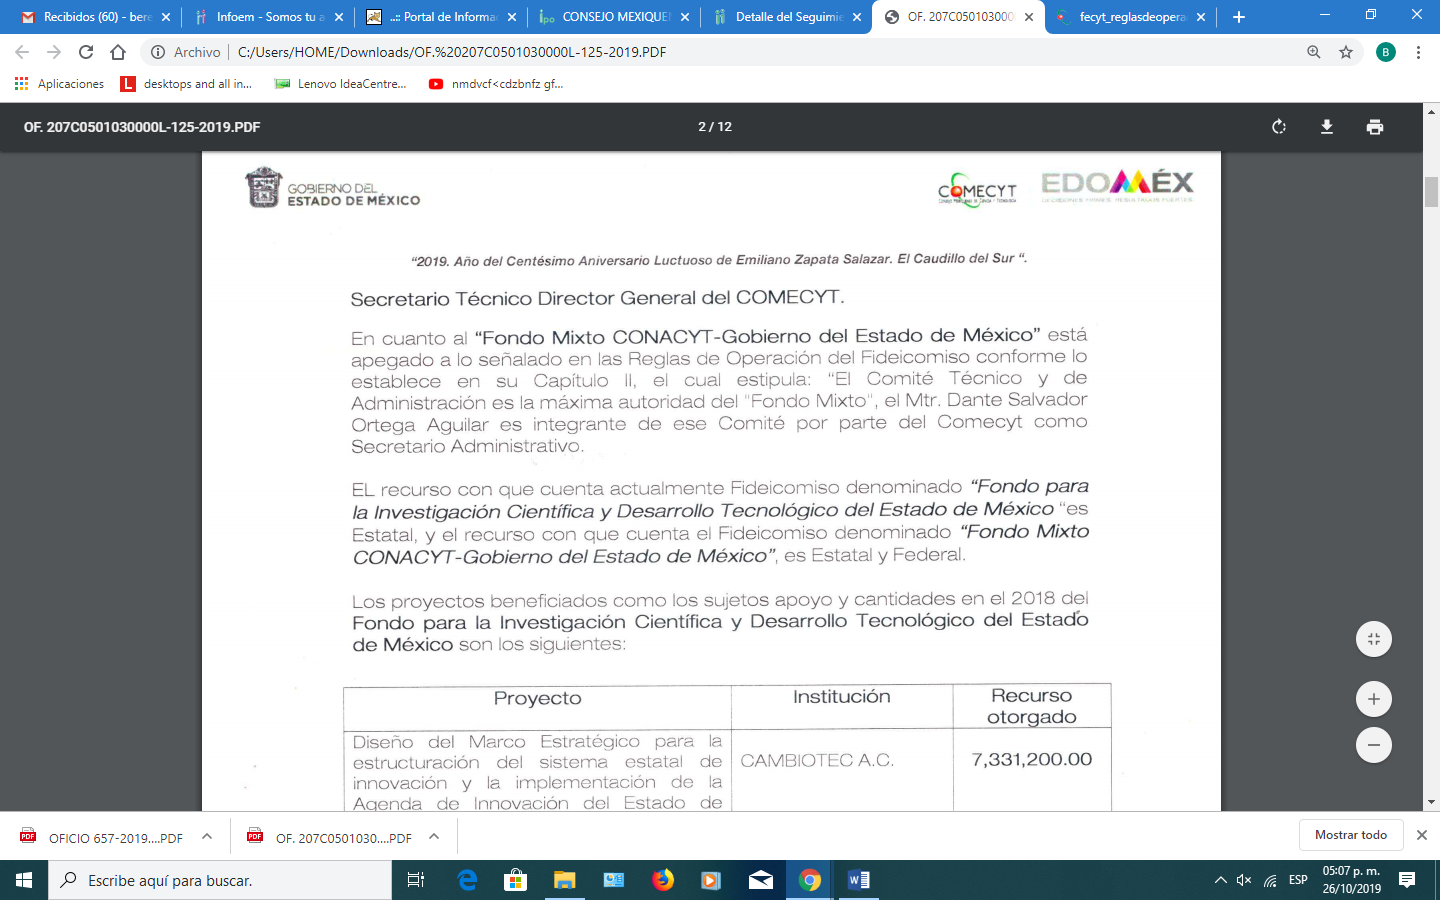 Recibidos (60) - bere
Infoem - Somos tu a
..:: Portal de Informac
CONSEJO MEXIQUEN
Detalle del Seguimie
OF. 207C050103000
fecyt_reglasdeopera
Archivo
C:/Users/HOME/Downloads/OF.%20207C0501030000L-125-2019.PDF
B
Aplicaciones
desktops and all in...
Lenovo IdeaCentre...
nmdvcf<cdzbnfz gf...
OF. 207C0501030000L-125-2019.PDF
2 / 12
GOBIERNO DEL
ESTADO DE MÉXICO
COMECYT
EDOMÉX
DECISIONES FIRMES, RESULTADOS FUERTES.
“2019. Año del Centésimo Aniversario Luctuoso de Emiliano Zapata Salazar. El Caudillo del Sur “.
Secretario Técnico Director General del COMECYT.
En cuanto al “Fondo Mixto CONACYT-Gobierno del Estado de México” está
apegado a lo señalado en las Reglas de Operación del Fideicomiso conforme lo
establece en su Capítulo II, el cual estipula: “El Comité Técnico y de
Administración es la máxima autoridad del "Fondo Mixto", el Mtr. Dante Salvador
Ortega Aguilar es integrante de ese Comité por parte del Comecyt como
Secretario Administrativo.
EL recurso con que cuenta actualmente Fideicomiso denominado “Fondo para
la Investigación Científica y Desarrollo Tecnológico del Estado de México “es
Estatal, y el recurso con que cuenta el Fideicomiso denominado “Fondo Mixto
CONACYT-Gobierno del Estado de México”, es Estatal y Federal.
Los proyectos beneficiados como los sujetos apoyo y cantidades en el 2018 del
Fondo para la Investigación Científica y Desarrollo Tecnológico del Estado
de México son los siguientes:
Proyecto
Institución
Recurso
otorgado
Diseño del Marco Estratégico para la
estructuración del sistema estatal de
innovación y la implementación de la
Agenda de Innovación del Estado de
CAMBIOTEC A.C.
7,331,200.00
OFICIO 657-2019....PDF
OF. 207C0501030....PDF
Mostrar todo
Escribe aquí para buscar.
ESP
05:07 p. m.
26/10/2019